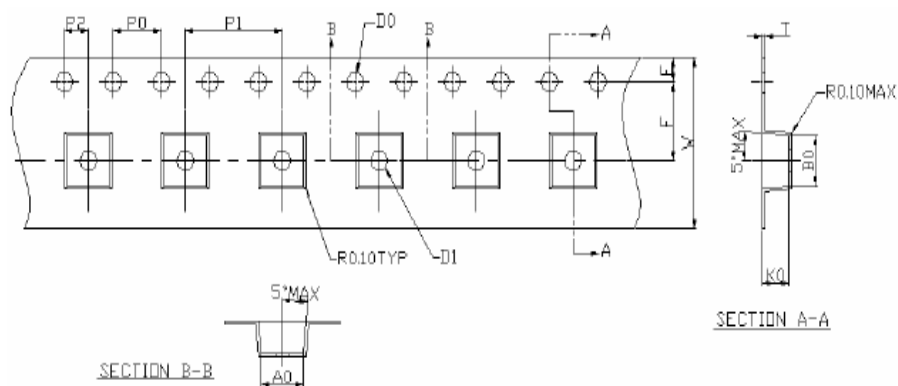 P2
P0
P1
D0
B
B
A
T
E
F
W
R0.10MAX
5°MAX
B0
R0.10TYP
D1
A
K0
5°MAX
SECTION A-A
SECTION B-B
A0